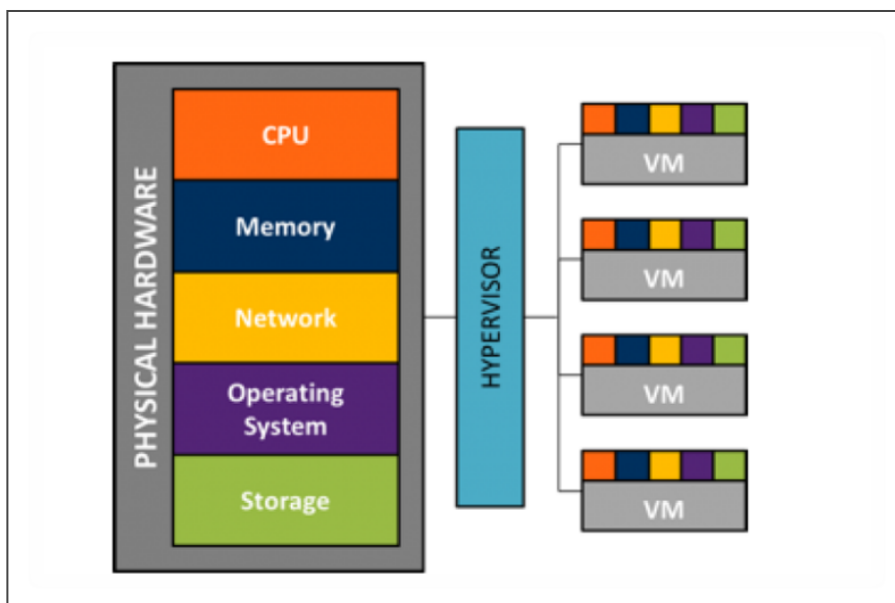 PHYSICAL HARDWARE
CPU
Memory
Network
Operating
System
Storage
HYPERVISOR
VM
VM
VM
VM